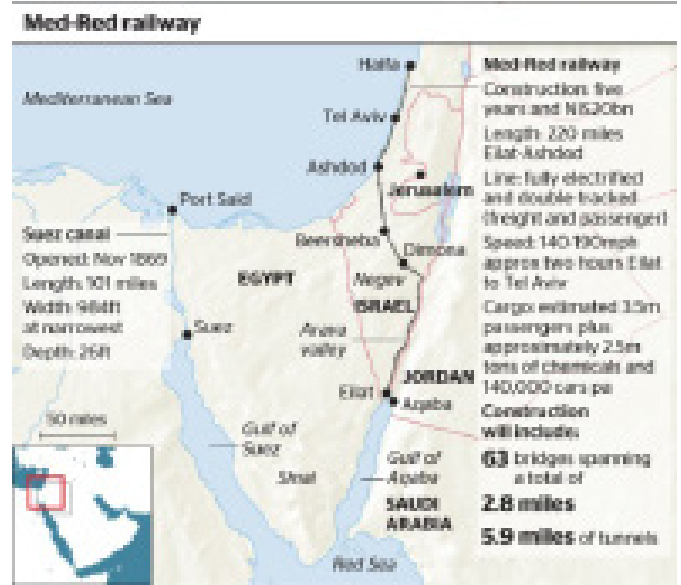 Med-Red railway
Haifa
Mediterranean Sea
Tel Aviv
Ashdod
Jerusalem
Port Said
Beersheba
Dimona
EGYPT
Negev
ISRAEL
Suez
Arava
valley
JORDAN
Eilat
Aqaba
50 miles
Gulf of
Suez
Sinai
Gulf of
Aqaba
SAUDI
ARABIA
Red Sea
Suez canal
Opened: Nov 1869
Length: 101 miles
Width: 984ft
at narrowest
Depth: 26ft
Med-Red railway
Construction: five
years and NIS20bn
Length: 220 miles
Eilat-Ashdod
Line: fully electrified
and double tracked
(freight and passenger)
Speed: 140-190mph
approx two hours Eilat
to Tel Aviv
Cargo: estimated 3.5m
passengers plus
approximately 2.5m
tons of chemicals and
140,000 cars pa
Construction
will include:
63 bridges spanning
a total of
2.8 miles
5.9 miles of tunnels